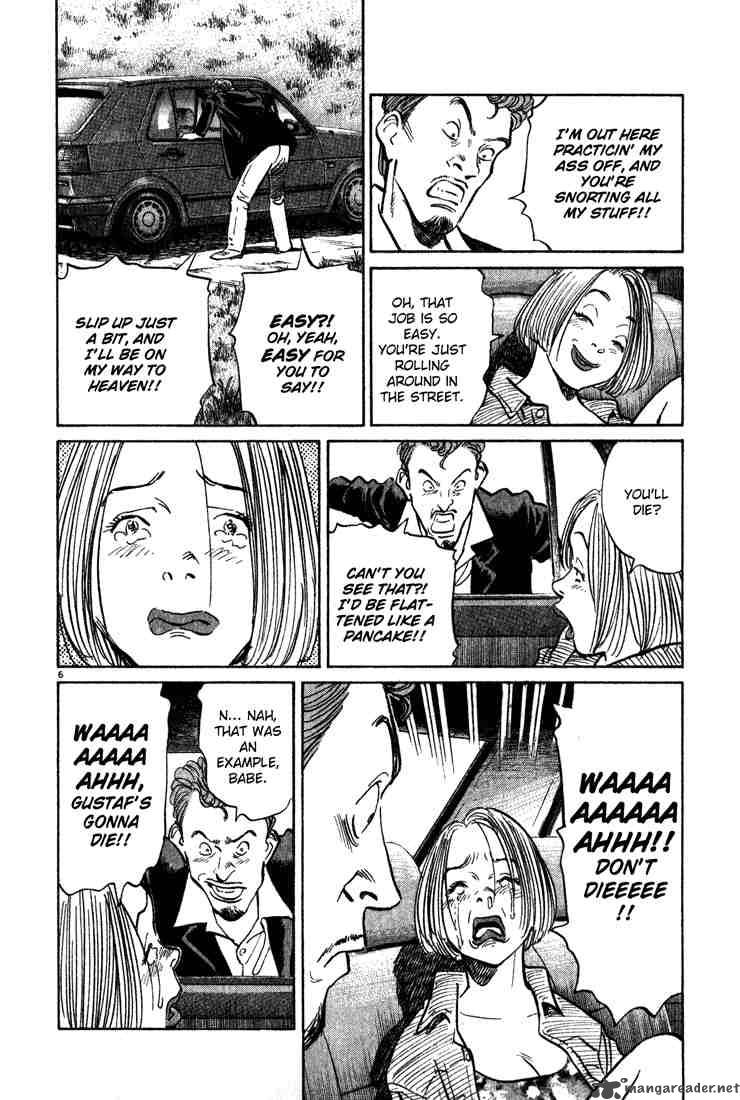 I'M OUT HERE
PRACTICIN' MY
ASS OFF, AND
YOU'RE
SNORTING ALL
MY STUFF!!
OH, THAT
JOB IS SO
EASY.
YOU'RE JUST
ROLLING
AROUND IN
THE STREET.
EASY?!
OH, YEAH,
EASY FOR
YOU TO
SAY!!
SLIP UP JUST
A BIT, AND
I'LL BE ON
MY WAY TO
HEAVEN!!
YOU'LL
DIE?
CAN'T YOU
SEE THAT?!
I'D BE FLAT-
TENED LIKE A
PANCAKE!!
6
WAAAA
AAAAAA
AHHH!!
DON'T
DIEEEEE
!!
N... NAH,
THAT WAS
AN
EXAMPLE,
BABE.
WAAAA
AAAAA
AHHH,
GUSTAF'S
GONNA
DIE!!
mangareader.net